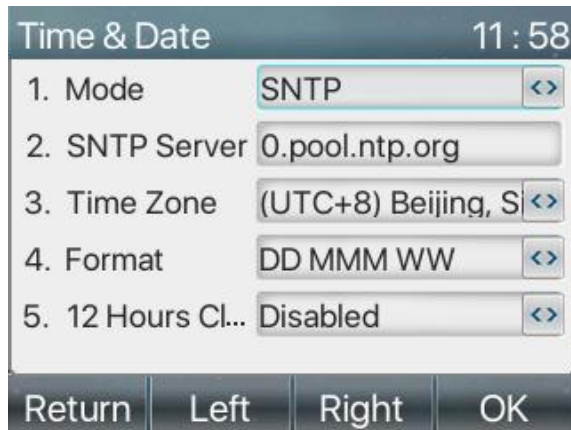 Time & Date 11:58
1. Mode SNTP
2. SNTP Server 0.pool.ntp.org
3. Time Zone (UTC+8) Beijing, Si
4. Format DD MMM WW
5. 12 Hours Cl... Disabled
Return Left Right OK